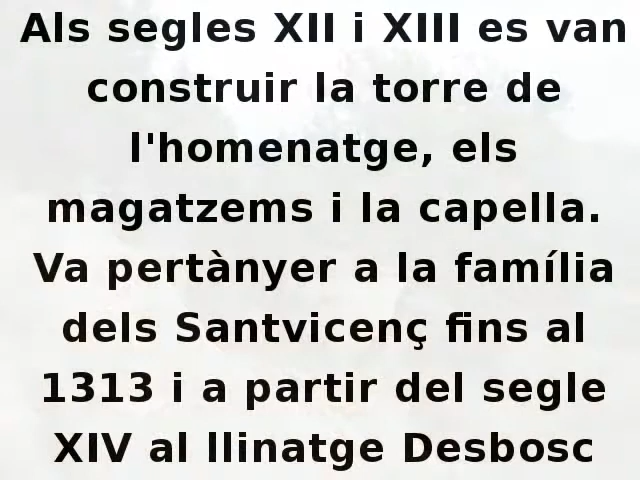 Als segles XII i XIII es van
construir la torre de
l'homenatge, els
magatzems i la capella.
Va pertànyer a la família
dels Santvicenç fins al
1313 i a partir del segle
XIV al llinatge Desbosc